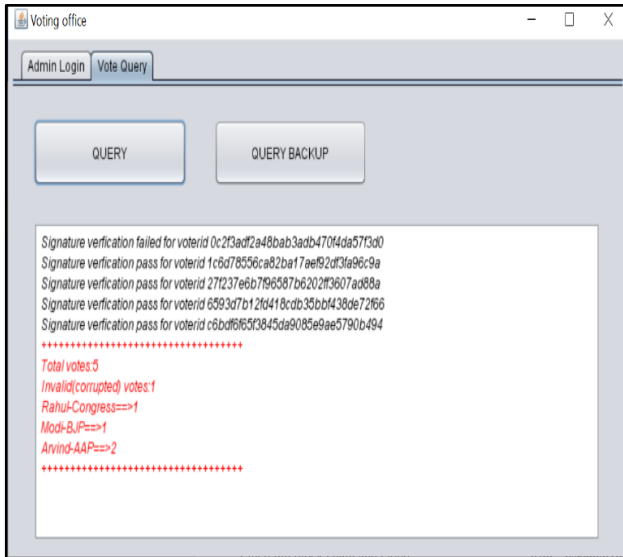 Voting office
Admin Login Vote Query
QUERY QUERY BACKUP
Signature verfication failed for voterid 0c2f3adf2a48bab3adb470f4da57f3d0
Signature verfication pass for voterid 1c6d78556ca82ba17aef92df3fa96c9a
Signature verfication pass for voterid 27f237e6b7f96587b6202ff3607ad88a
Signature verfication pass for voterid 6593d7b12fd418cdb35bbf438de72f66
Signature verfication pass for voterid c6bdf6f65f3845da9085e9ae5790b494
+++++++++++++++++++++++++++++++++++
Total votes:5
Invalid(corrupted) votes:1
Rahul-Congress==>1
Modi-BJP==>1
Arvind-AAP==>2
+++++++++++++++++++++++++++++++++++